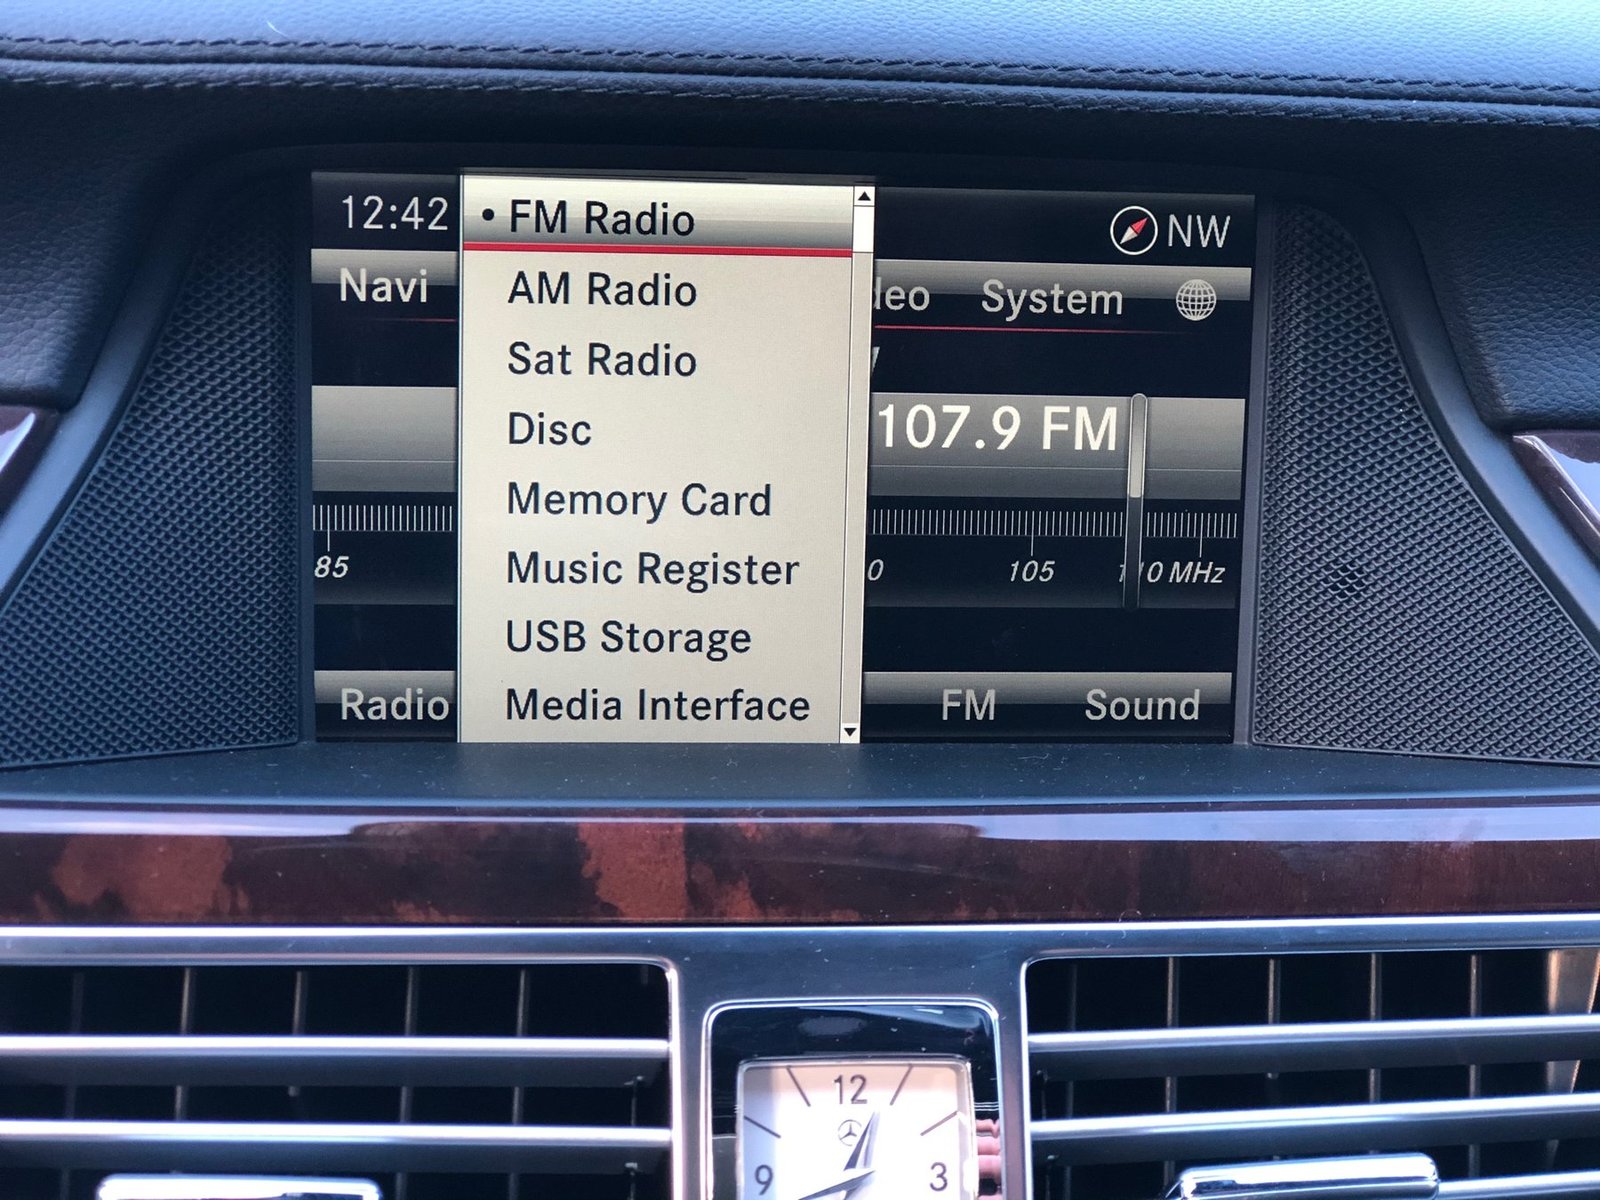 12:42
NW
Navi
System
FM Radio
AM Radio
Sat Radio
Disc
Memory Card
Music Register
USB Storage
Media Interface
107.9 FM
85
105
MHz
Radio
FM
Sound
12
9
3